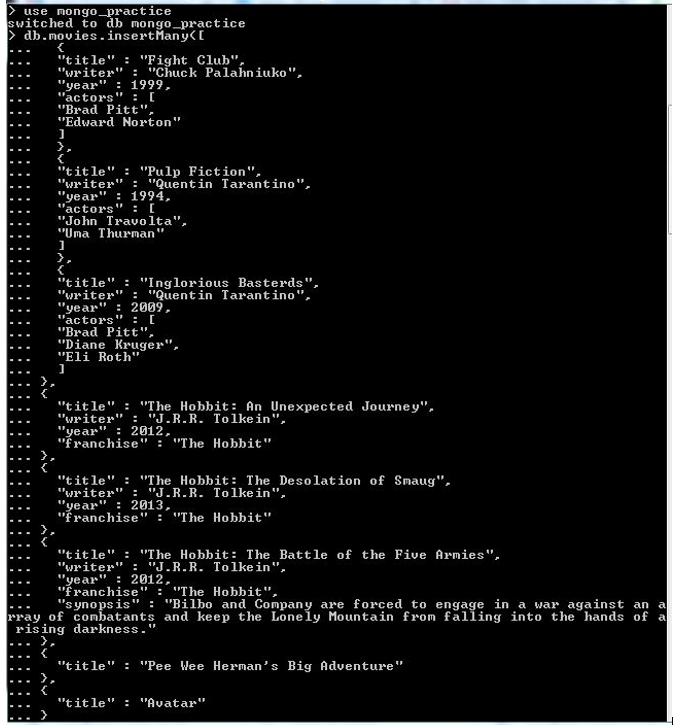 > use mongo_practice
switched to db mongo_practice
> db.movies.insertMany([
... {
... "title" : "Fight Club",
... "writer" : "Chuck Palahniuko",
... "year" : 1999,
... "actors" : [
... "Brad Pitt",
... "Edward Norton"
... ]
... },
... {
... "title" : "Pulp Fiction",
... "writer" : "Quentin Tarantino",
... "year" : 1994,
... "actors" : [
... "John Travolta",
... "Uma Thurman"
... ]
... },
... {
... "title" : "Inglorious Basterds",
... "writer" : "Quentin Tarantino",
... "year" : 2009,
... "actors" : [
... "Brad Pitt",
... "Diane Kruger",
... "Eli Roth"
... ]
... },
... {
... "title" : "The Hobbit: An Unexpected Journey",
... "writer" : "J.R.R. Tolkein",
... "year" : 2012,
... "franchise" : "The Hobbit"
... },
... {
... "title" : "The Hobbit: The Desolation of Smaug",
... "writer" : "J.R.R. Tolkein",
... "year" : 2013,
... "franchise" : "The Hobbit"
... },
... {
... "title" : "The Hobbit: The Battle of the Five Armies",
... "writer" : "J.R.R. Tolkein",
... "year" : 2012,
... "franchise" : "The Hobbit",
... "synopsis" : "Bilbo and Company are forced to engage in a war against an a
rray of combatants and keep the Lonely Mountain from falling into the hands of a
 rising darkness."
... },
... {
... "title" : "Pee Wee Herman's Big Adventure"
... },
... {
... "title" : "Avatar"
... }